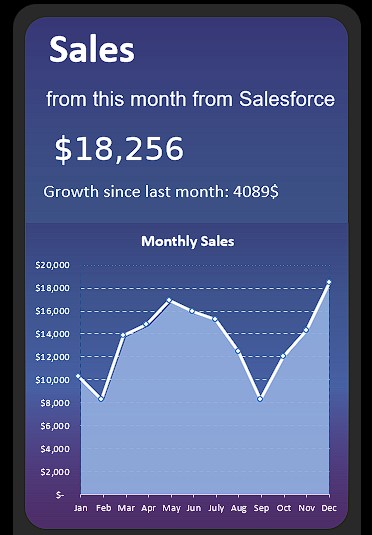 Sales
from this month from Salesforce
$18,256
Growth since last month: 4089$
Monthly Sales
$20,000
$18,000
$16,000
$14,000
$12,000
$10,000
$8,000
$6,000
$4,000
$2,000
$-
Jan Feb Mar Apr May Jun July Aug Sep Oct Nov Dec